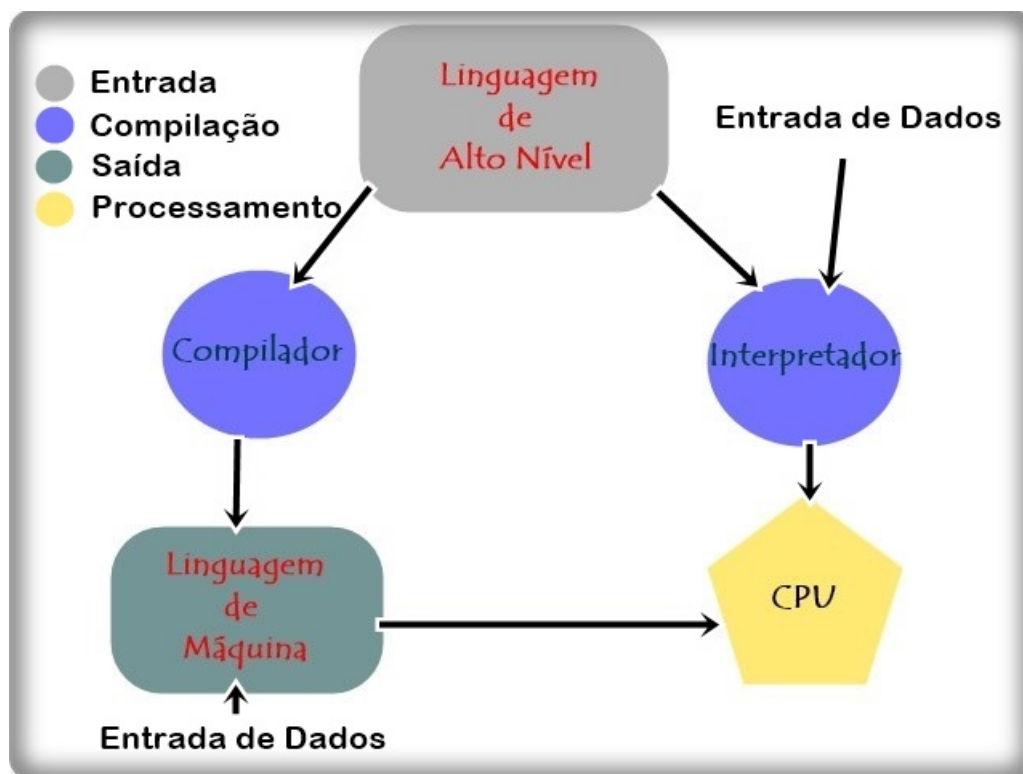 Entrada
Compilação
Saída
Processamento
Linguagem
de
Alto Nível
Entrada de Dados
Compilador
Interpretador
Linguagem
de
Máquina
CPU
Entrada de Dados